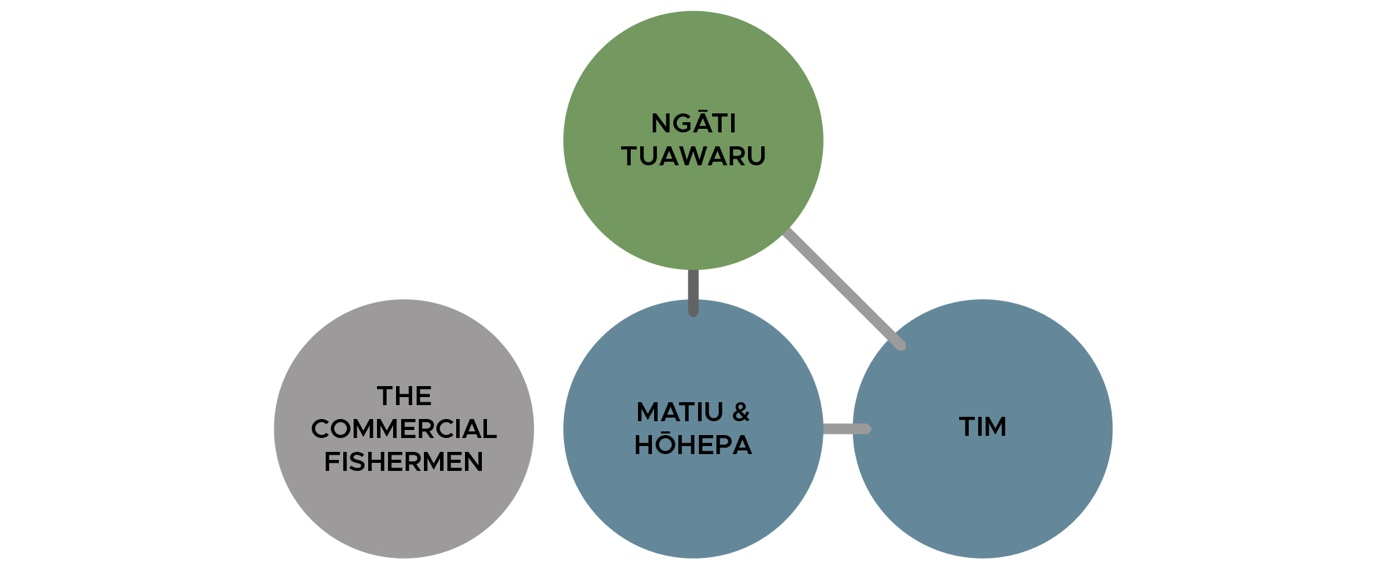 NGĀTI
TUAWARU
THE
COMMERCIAL
FISHERMEN
MATIU &
HŌHEPA
TIM